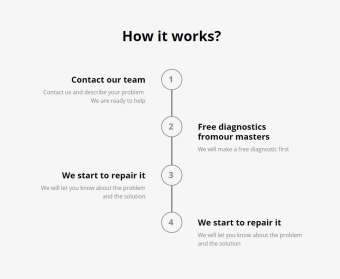 How it works?
Contact our team
1
Contact us and describe your problem
We are ready to help
2
Free diagnostics
fromour masters
We will make a free diagnostic first
We start to repair it
3
We will let you know about the problem
and the solution
4
We start to repair it
We will let you know about the problem
and the solution